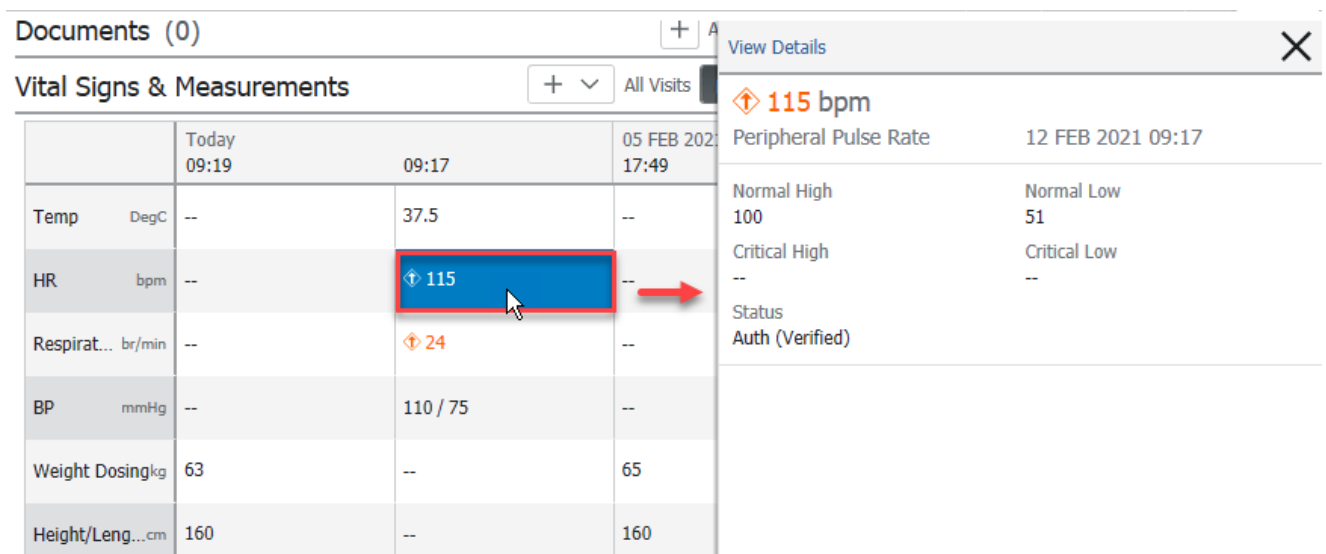 Documents (0)
Vital Signs & Measurements All Visits
Today 05 FEB 202
09:19 09:17 17:49
Temp DegC -- 37.5 --
HR bpm -- 115 --
Respirat... br/min -- 24 --
BP mmHg -- 110 / 75 --
Weight Dosing kg 63 -- 65
Height/Leng...cm 160 -- 160
View Details
115 bpm
Peripheral Pulse Rate 12 FEB 2021 09:17
Normal High Normal Low
100 51
Critical High Critical Low
-- --
Status
Auth (Verified)